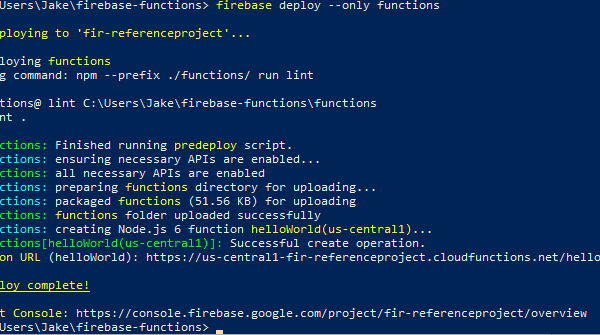 Users\Jake\firebase-functions> firebase deploy --only functions
ploying to 'fir-referenceproject'...
loying functions
g command: npm --prefix ./functions/ run lint
tions@ lint C:\Users\Jake\firebase-functions\functions
nt .
ctions: Finished running predeploy script.
ctions: ensuring necessary APIs are enabled...
ctions: all necessary APIs are enabled
ctions: preparing functions directory for uploading...
ctions: packaged functions (51.56 KB) for uploading
ctions: functions folder uploaded successfully
ctions: creating Node.js 6 function helloWorld(us-central1)...
ctions[helloWorld(us-central1)]: Successful create operation.
on URL (helloWorld): https://us-central1-fir-referenceproject.cloudfunctions.net/hello
loy complete!
t Console: https://console.firebase.google.com/project/fir-referenceproject/overview
Users\Jake\firebase-functions>